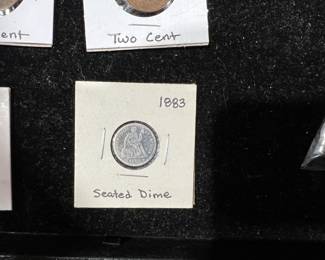 ent
Two Cent
1883
Seated Dime